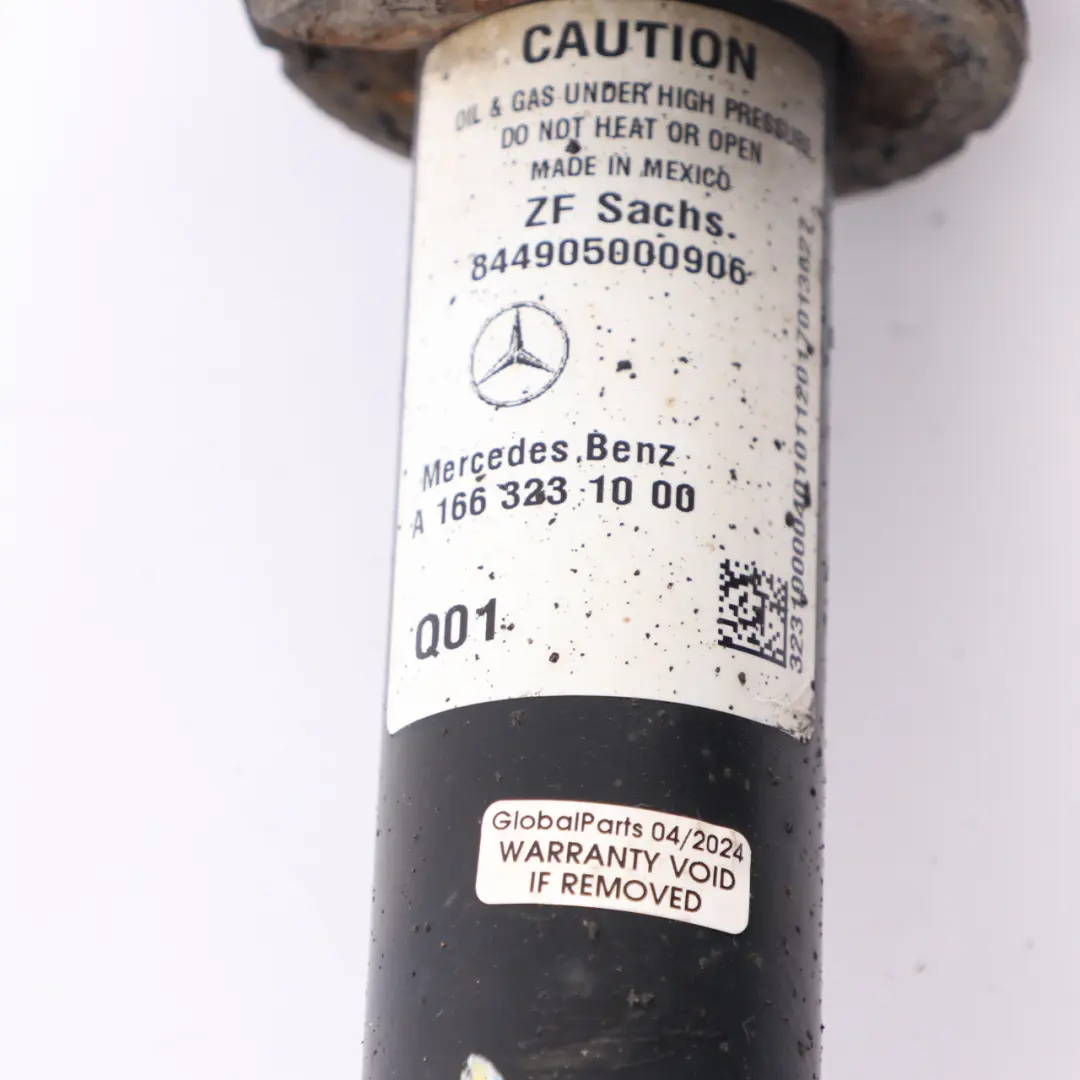 CAUTION
OIL & GAS UNDER HIGH PRESSURE
DO NOT HEAT OR OPEN
MADE IN MEXICO
ZF Sachs.
844905000906
Mercedes.Benz
A 166 323 10 00
Q01
GlobalParts 04/2024
WARRANTY VOID
IF REMOVED